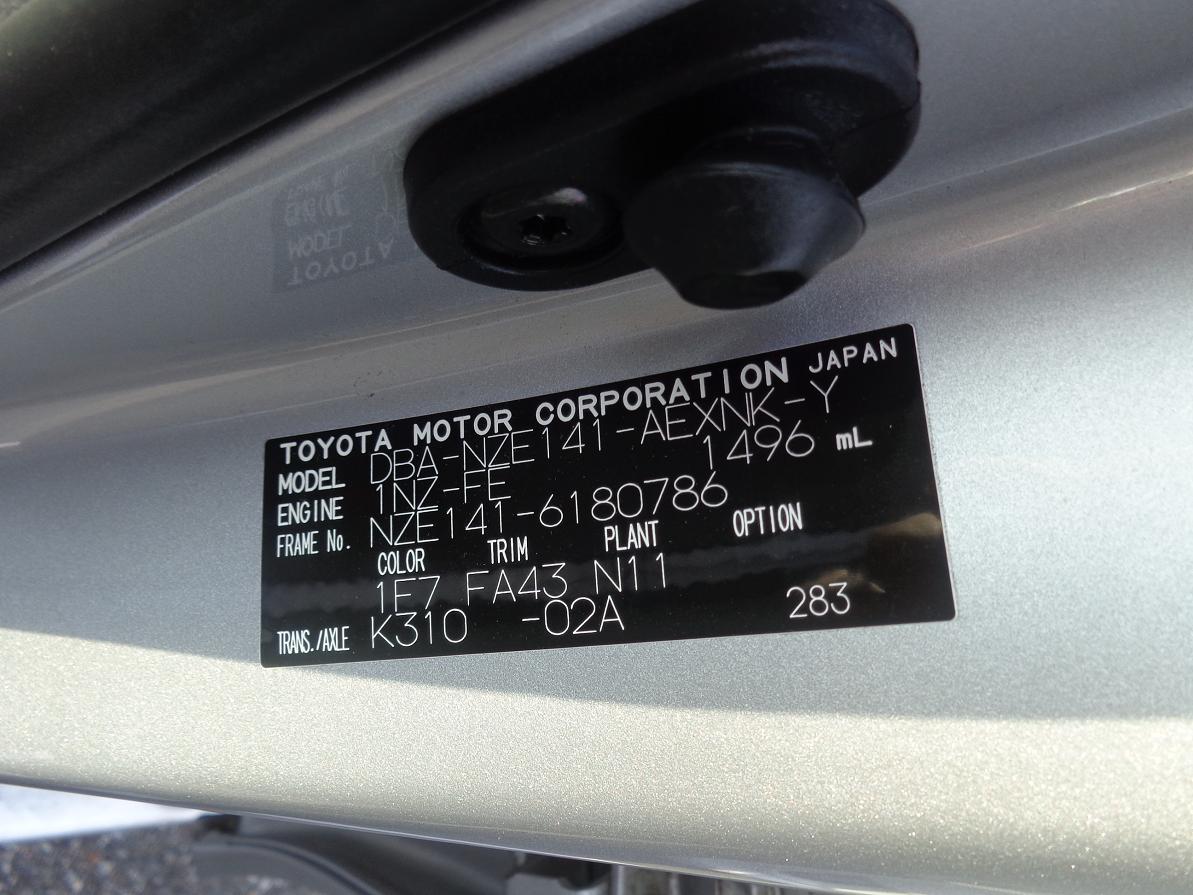 TOYOTA MOTOR CORPORATION JAPAN
MODEL DBA-NZE141-AEXNK-Y
ENGINE 1NZ-FE 1496 mL
FRAME No. NZE141-6180786
COLOR TRIM PLANT OPTION
1F7 FA43 N11
TRANS./AXLE K310 -02A 283